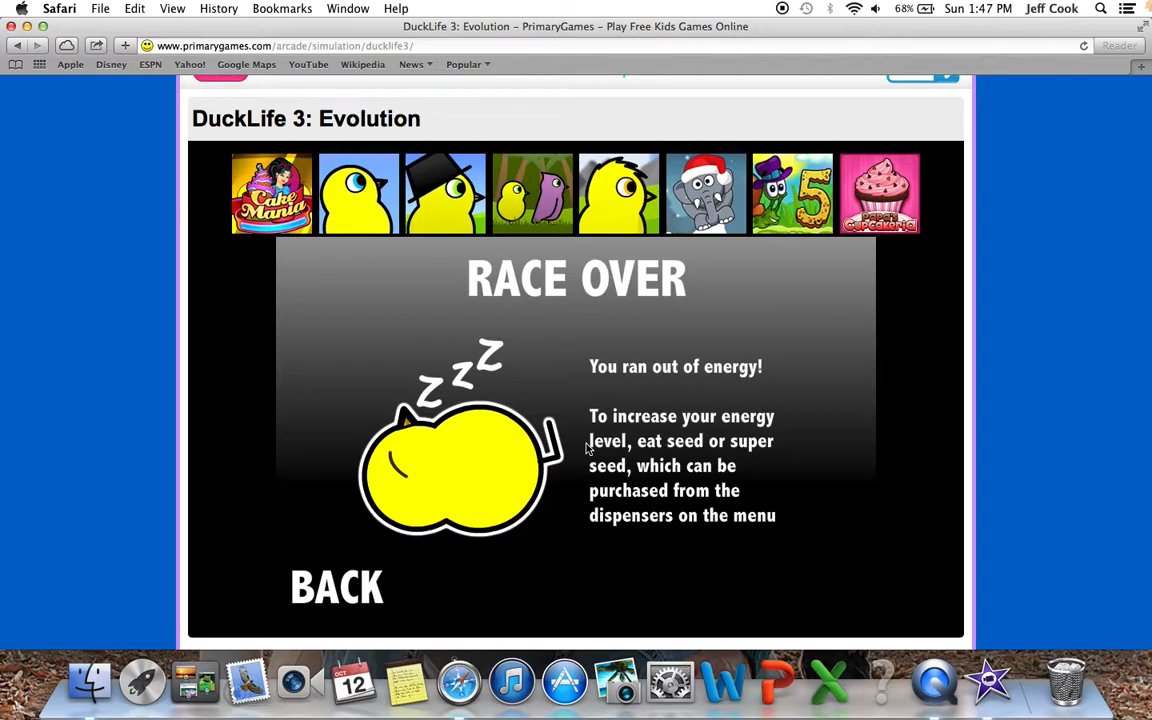 Safari File Edit View History Bookmarks Window Help 68% Sun 1:47 PM Jeff Cook
DuckLife 3: Evolution – PrimaryGames – Play Free Kids Games Online
www.primarygames.com/arcade/simulation/ducklife3/ Reader
Apple Disney ESPN Yahoo! Google Maps YouTube Wikipedia News Popular
DuckLife 3: Evolution
Cake Mania
5
Papa's Cupcakeria
RACE OVER
Z Z Z
You ran out of energy!
To increase your energy
level, eat seed or super
seed, which can be
purchased from the
dispensers on the menu
BACK
OCT
12
W P X ?